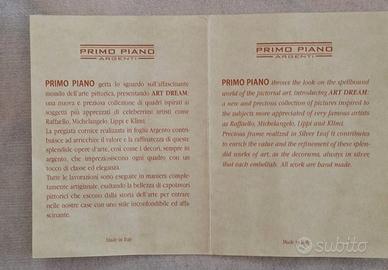 PRIMO PIANO
ARGENTI
PRIMO PIANO getta lo sguardo sull'affascinante
mondo dell'arte pittorica, presentando ART DREAM:
una nuova e preziosa collezione di quadri ispirati ai
soggetti più apprezzati di celeberrimi artisti come
Raffaello, Michelangelo, Lippi e Klimt.
La pregiata cornice realizzata in foglia Argento contri-
buisce ad arricchire il valore e la raffinatezza di queste
splendide opere d'arte, così come i decori, sempre in
argento, che impreziosiscono ogni quadro con un
tocco di classe ed eleganza.
Tutte le lavorazioni sono eseguite in maniera comple-
tamente artigianale, esaltando la bellezza di capolavori
pittorici che escono dalla storia dell'arte per entrare
nelle nostre case con uno stile inconfondibile ed affa-
scinante.
Made in Italy
PRIMO PIANO
ARGENTI
PRIMO PIANO throws the look on the spellbound
world of the pictorial art, introducing ART DREAM:
a new and precious collection of pictures inspired to
the subjects more appreciated of very famous artists
as Raffaello, Michelangelo, Lippi and Klimt.
Precious frame realized in Silver Leaf it contributes
to enrich the value and the refinement of these splen-
did works of art, as the decorums, always in silver
that each embellish. All work are hand made.
Made in Italy
subito